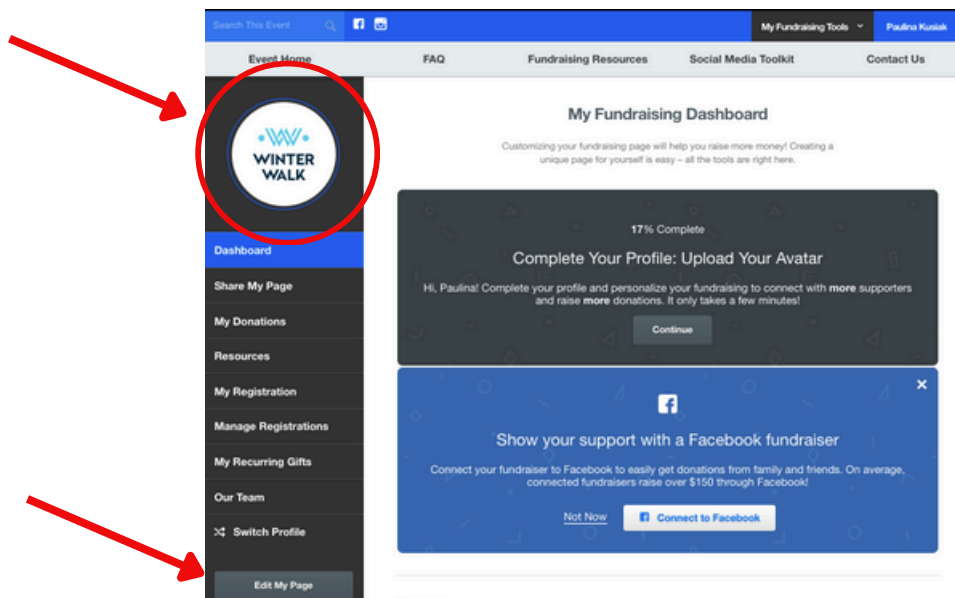 Search This Event
My Fundraising Tools
Paulina Kusiak
Event Home
FAQ
Fundraising Resources
Social Media Toolkit
Contact Us
WINTER
WALK
Dashboard
Share My Page
My Donations
Resources
My Registration
Manage Registrations
My Recurring Gifts
Our Team
Switch Profile
Edit My Page
My Fundraising Dashboard
Customizing your fundraising page will help you raise more money! Creating a
unique page for yourself is easy – all the tools are right here.
17% Complete
Complete Your Profile: Upload Your Avatar
Hi, Paulina! Complete your profile and personalize your fundraising to connect with more supporters
and raise more donations. It only takes a few minutes!
Continue
Show your support with a Facebook fundraiser
Connect your fundraiser to Facebook to easily get donations from family and friends. On average,
connected fundraisers raise over $150 through Facebook!
Not Now
Connect to Facebook